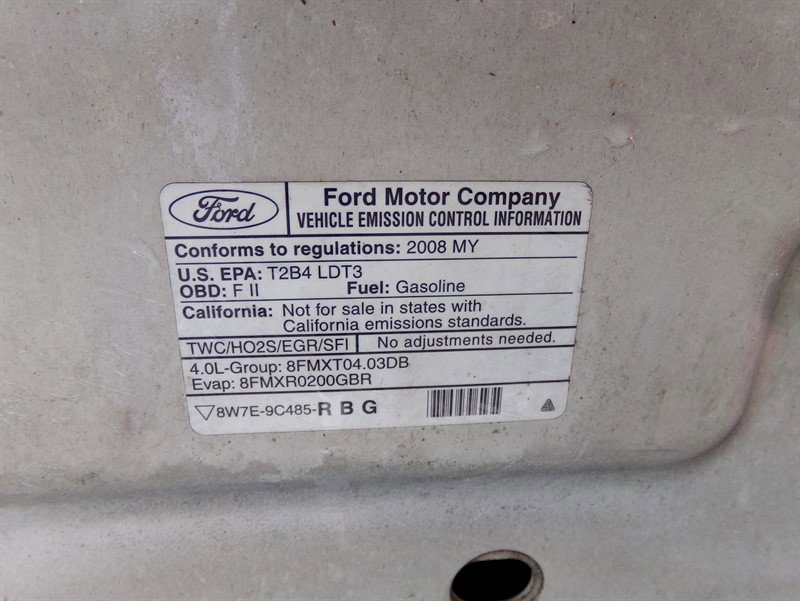 Ford
Ford Motor Company
VEHICLE EMISSION CONTROL INFORMATION
Conforms to regulations: 2008 MY
U.S. EPA: T2B4 LDT3
OBD: F II Fuel: Gasoline
California: Not for sale in states with
California emissions standards.
TWC/HO2S/EGR/SFI No adjustments needed.
4.0L-Group: 8FMXT04.03DB
Evap: 8FMXR0200GBR
8W7E-9C485-R B G